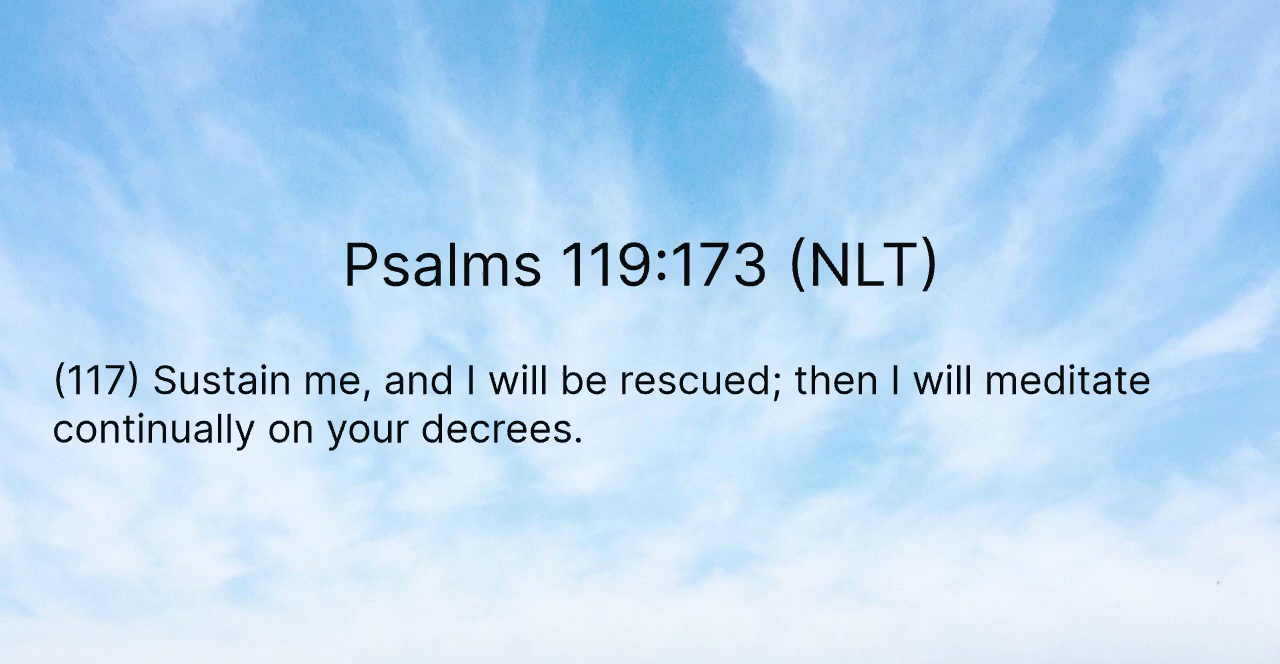 Psalms 119:173 (NLT)
(117) Sustain me, and I will be rescued; then I will meditate
continually on your decrees.